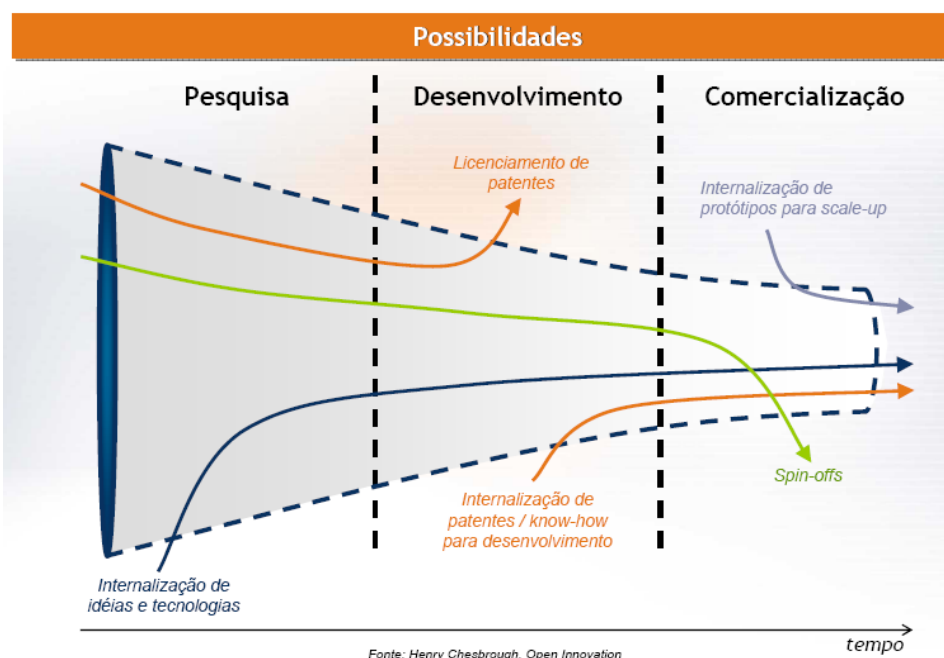 Possibilidades
Pesquisa
Desenvolvimento
Comercialização
Licenciamento de
patentes
Internalização de
protótipos para scale-up
Spin-offs
Internalização de
patentes / know-how
para desenvolvimento
Internalização de
idéias e tecnologias
tempo
Fonte: Henry Chesbrough, Open Innovation